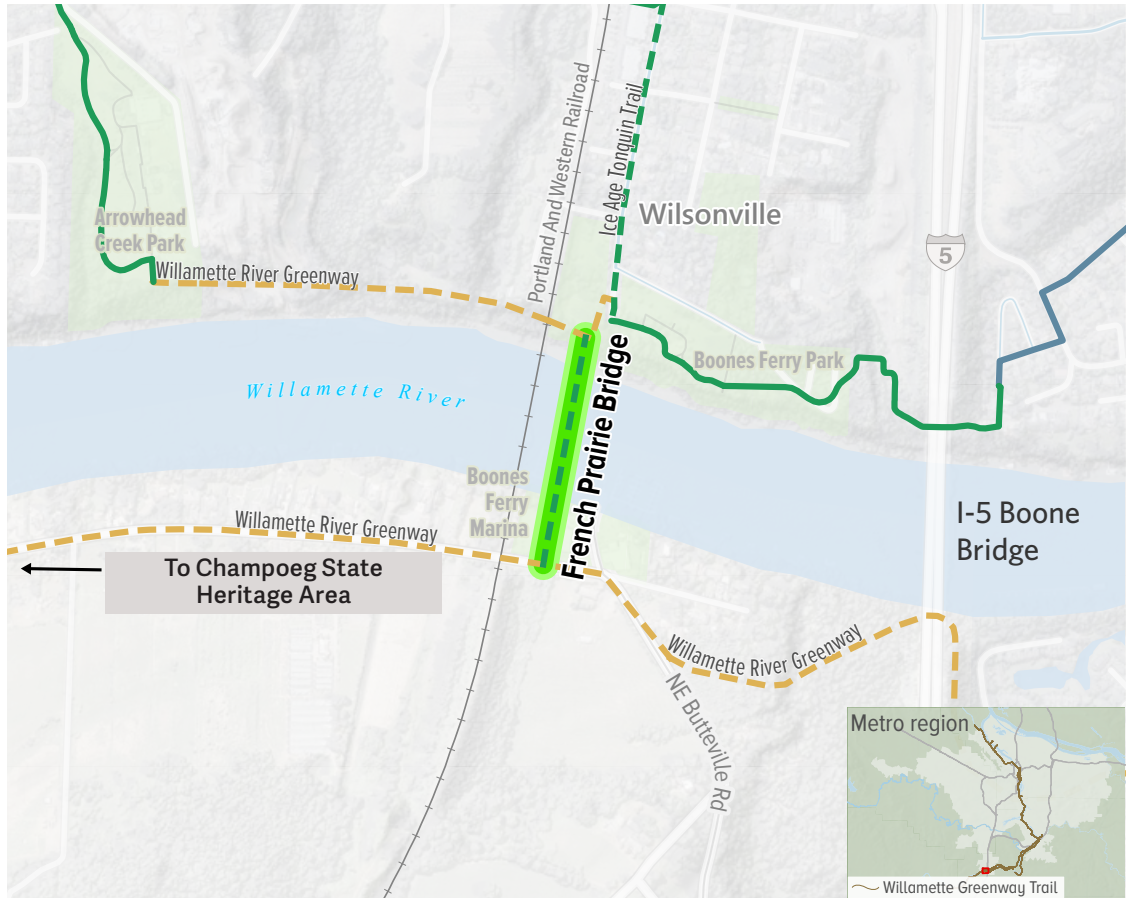 Portland And Western Railroad
Ice Age Tonquin Trail
Arrowhead
Creek Park
Wilsonville
5
Willamette River Greenway
Boones Ferry Park
Willamette River
French Prairie Bridge
Boones
Ferry
Marina
I-5 Boone
Bridge
Willamette River Greenway
To Champoeg State
Heritage Area
Willamette River Greenway
NE Butteville Rd
Metro region
Willamette Greenway Trail